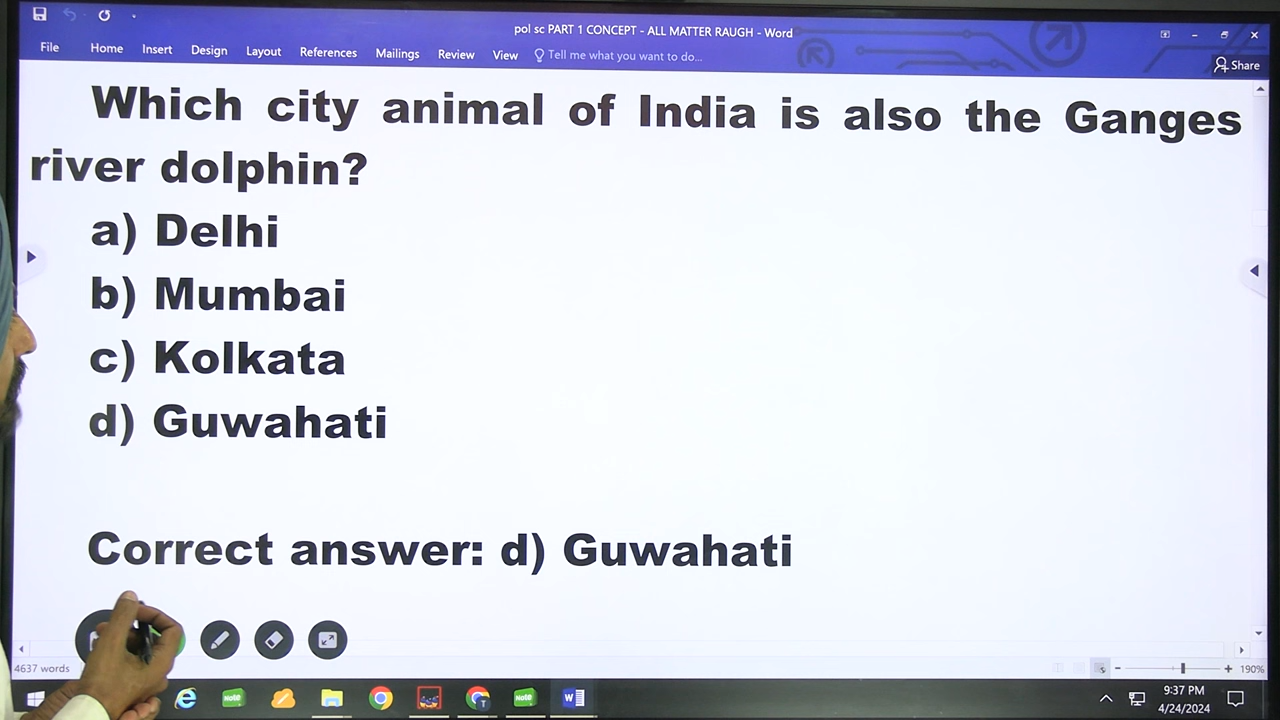 pol sc PART 1 CONCEPT - ALL MATTER RAUGH - Word
File Home Insert Design Layout References Mailings Review View Tell me what you want to do... Share
Which city animal of India is also the Ganges
river dolphin?
a) Delhi
b) Mumbai
c) Kolkata
d) Guwahati
Correct answer: d) Guwahati
4637 words
190%
Note
Note
9:37 PM
4/24/2024